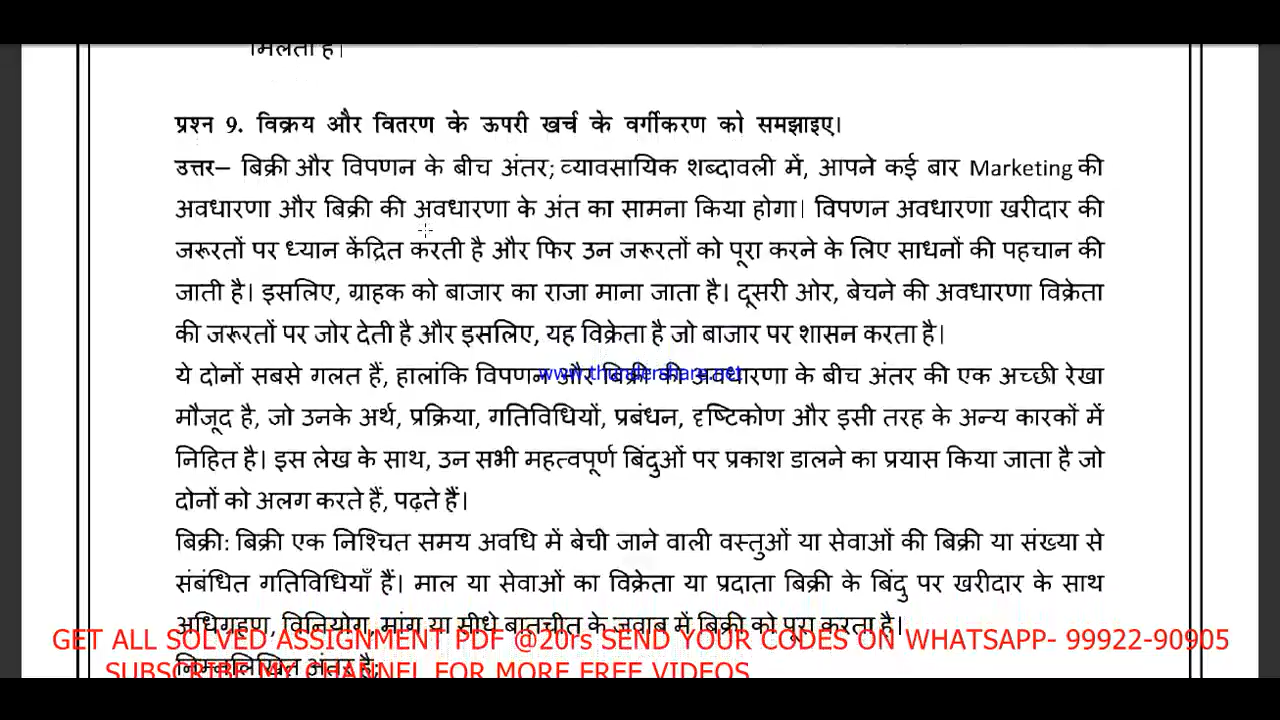 मिलता है।
प्रश्न 9. विक्रय और वितरण के ऊपरी खर्च के वर्गीकरण को समझाइए।
उत्तर– बिक्री और विपणन के बीच अंतर; व्यावसायिक शब्दावली में, आपने कई बार Marketing की
अवधारणा और बिक्री की अवधारणा के अंत का सामना किया होगा। विपणन अवधारणा खरीदार की
जरूरतों पर ध्यान केंद्रित करती है और फिर उन जरूरतों को पूरा करने के लिए साधनों की पहचान की
जाती है। इसलिए, ग्राहक को बाजार का राजा माना जाता है। दूसरी ओर, बेचने की अवधारणा विक्रेता
की जरूरतों पर जोर देती है और इसलिए, यह विक्रेता है जो बाजार पर शासन करता है।
ये दोनों सबसे गलत हैं, हालांकि विपणन और बिक्री की अवधारणा के बीच अंतर की एक अच्छी रेखा
www.thundershare.net
मौजूद है, जो उनके अर्थ, प्रक्रिया, गतिविधियों, प्रबंधन, दृष्टिकोण और इसी तरह के अन्य कारकों में
निहित है। इस लेख के साथ, उन सभी महत्वपूर्ण बिंदुओं पर प्रकाश डालने का प्रयास किया जाता है जो
दोनों को अलग करते हैं, पढ़ते हैं।
बिक्री: बिक्री एक निश्चित समय अवधि में बेची जाने वाली वस्तुओं या सेवाओं की बिक्री या संख्या से
संबंधित गतिविधियाँ हैं। माल या सेवाओं का विक्रेता या प्रदाता बिक्री के बिंदु पर खरीदार के साथ
अधिग्रहण, विनियोग, मांग या सीधे बातचीत के जवाब में बिक्री को पूरा करता है।
GET ALL SOLVED ASSIGNMENT PDF @20rs SEND YOUR CODES ON WHATSAPP- 99922-90905
निम्नलिखित अंतर है;
SUBSCRIBE MY CHANNEL FOR MORE FREE VIDEOS